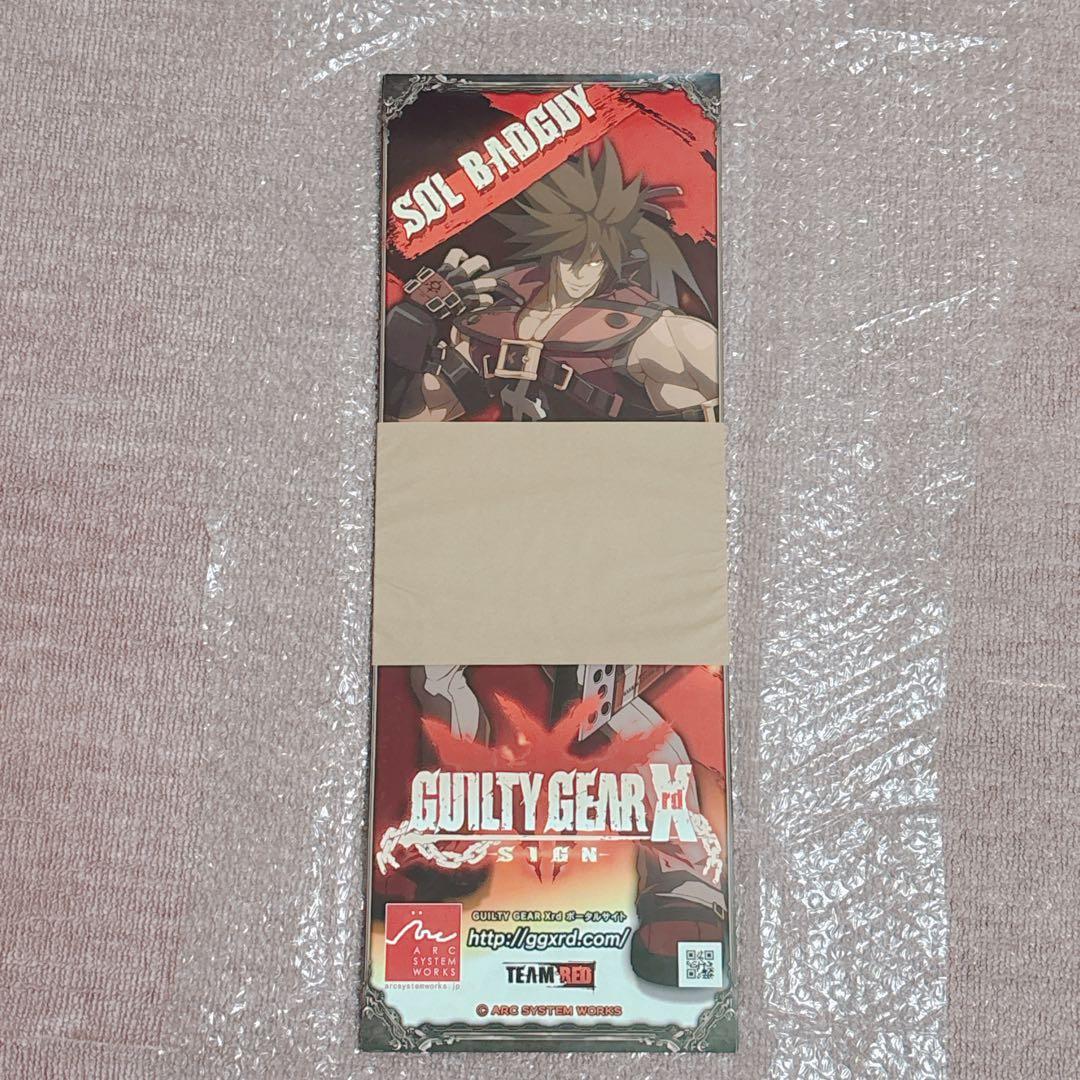 SOL BADGUY
GUILTY GEAR Xrd
-SIGN-
GUILTY GEAR Xrd ポータルサイト
http://ggxrd.com/
TEAM RED
Arc
ARC
SYSTEM
WORKS
arcsystemworks.jp
© ARC SYSTEM WORKS